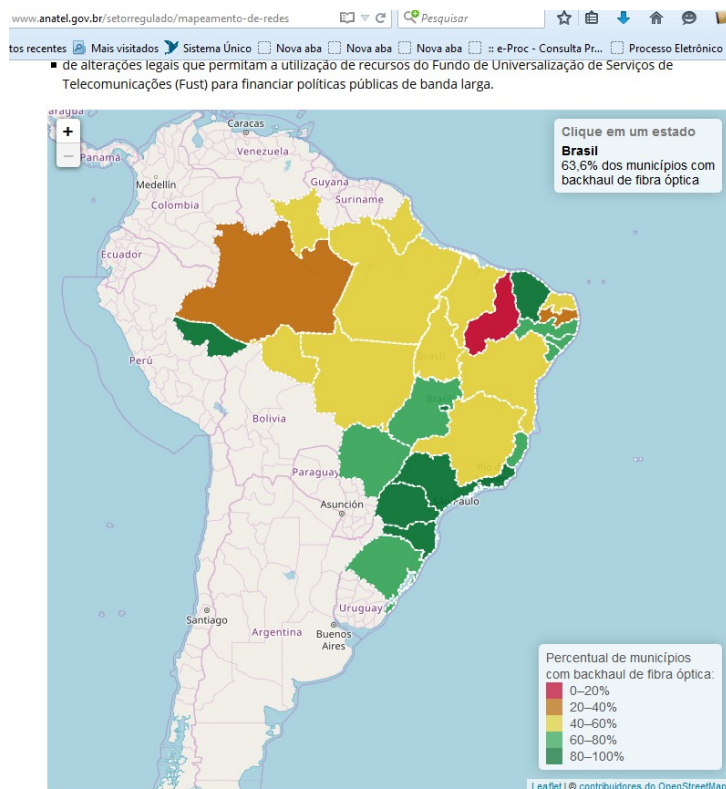 www.anatel.gov.br/setorregulado/mapeamento-de-redes
Pesquisar
tos recentes
Mais visitados
Sistema Único
Nova aba
Nova aba
Nova aba
:: e-Proc - Consulta Pr...
Processo Eletrônico
de alterações legais que permitam a utilização de recursos do Fundo de Universalização de Serviços de
Telecomunicações (Fust) para financiar políticas públicas de banda larga.
+
−
Clique em um estado
Brasil
63,6% dos municípios com
backhaul de fibra óptica
Caracas
Panamá
Venezuela
Medellín
Guyana
Colombia
Suriname
Ecuador
Brasil
Perú
Bolivia
Paraguay
Asunción
Uruguay
Santiago
Argentina
Buenos
Aires
Percentual de municípios
com backhaul de fibra óptica:
0–20%
20–40%
40–60%
60–80%
80–100%
Leaflet | © contribuidores do OpenStreetMap